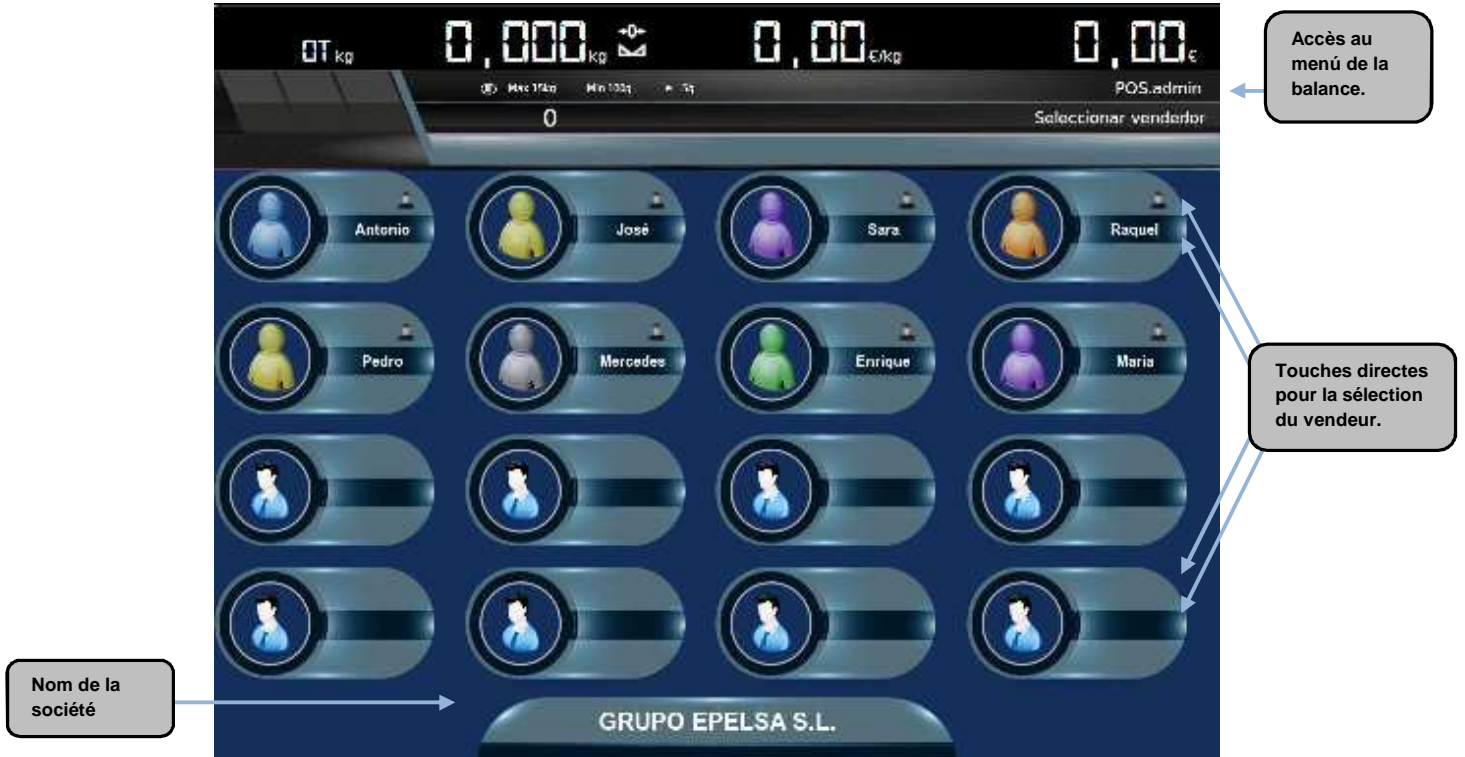 0T kg
0,000 kg →0←
0,00 €/kg
0,00 €
Max 15kg Min 100g e 5g
POS.admin
0
Seleccionar vendedor
Accès au
menú de la
balance.
Antonio
José
Sara
Raquel
Pedro
Mercedes
Enrique
Maria
Touches directes
pour la sélection
du vendeur.
Nom de la
société
GRUPO EPELSA S.L.